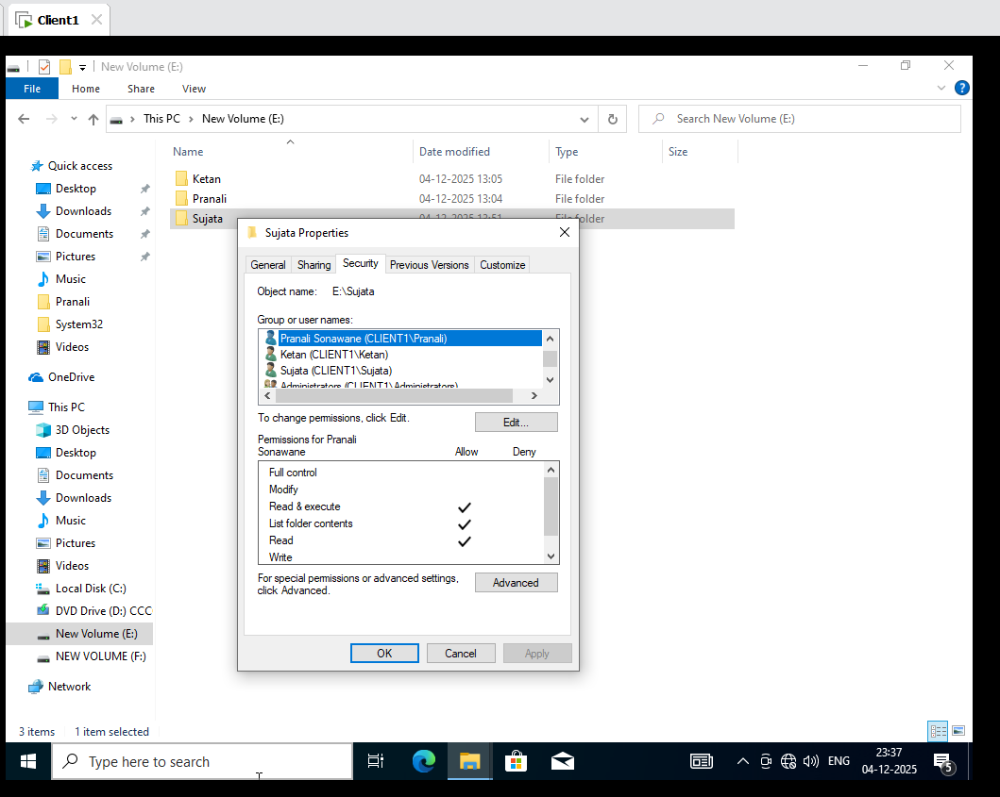 Client1
New Volume (E:)
File Home Share View
This PC New Volume (E:)
Search New Volume (E:)
Name Date modified Type Size
Quick access
Desktop
Downloads
Documents
Pictures
Music
Pranali
System32
Videos
OneDrive
This PC
3D Objects
Desktop
Documents
Downloads
Music
Pictures
Videos
Local Disk (C:)
DVD Drive (D:) CCC
New Volume (E:)
NEW VOLUME (F:)
Network
Ketan 04-12-2025 13:05 File folder
Pranali 04-12-2025 13:04 File folder
Sujata 04-12-2025 13:51 File folder
Sujata Properties
General Sharing Security Previous Versions Customize
Object name: E:\Sujata
Group or user names:
Pranali Sonawane (CLIENT1\Pranali)
Ketan (CLIENT1\Ketan)
Sujata (CLIENT1\Sujata)
Administrators (CLIENT1\Administrators)
To change permissions, click Edit.
Edit...
Permissions for Pranali
Sonawane Allow Deny
Full control
Modify
Read & execute
List folder contents
Read
Write
For special permissions or advanced settings,
click Advanced.
Advanced
OK Cancel Apply
3 items 1 item selected
Type here to search
ENG
23:37
04-12-2025
5